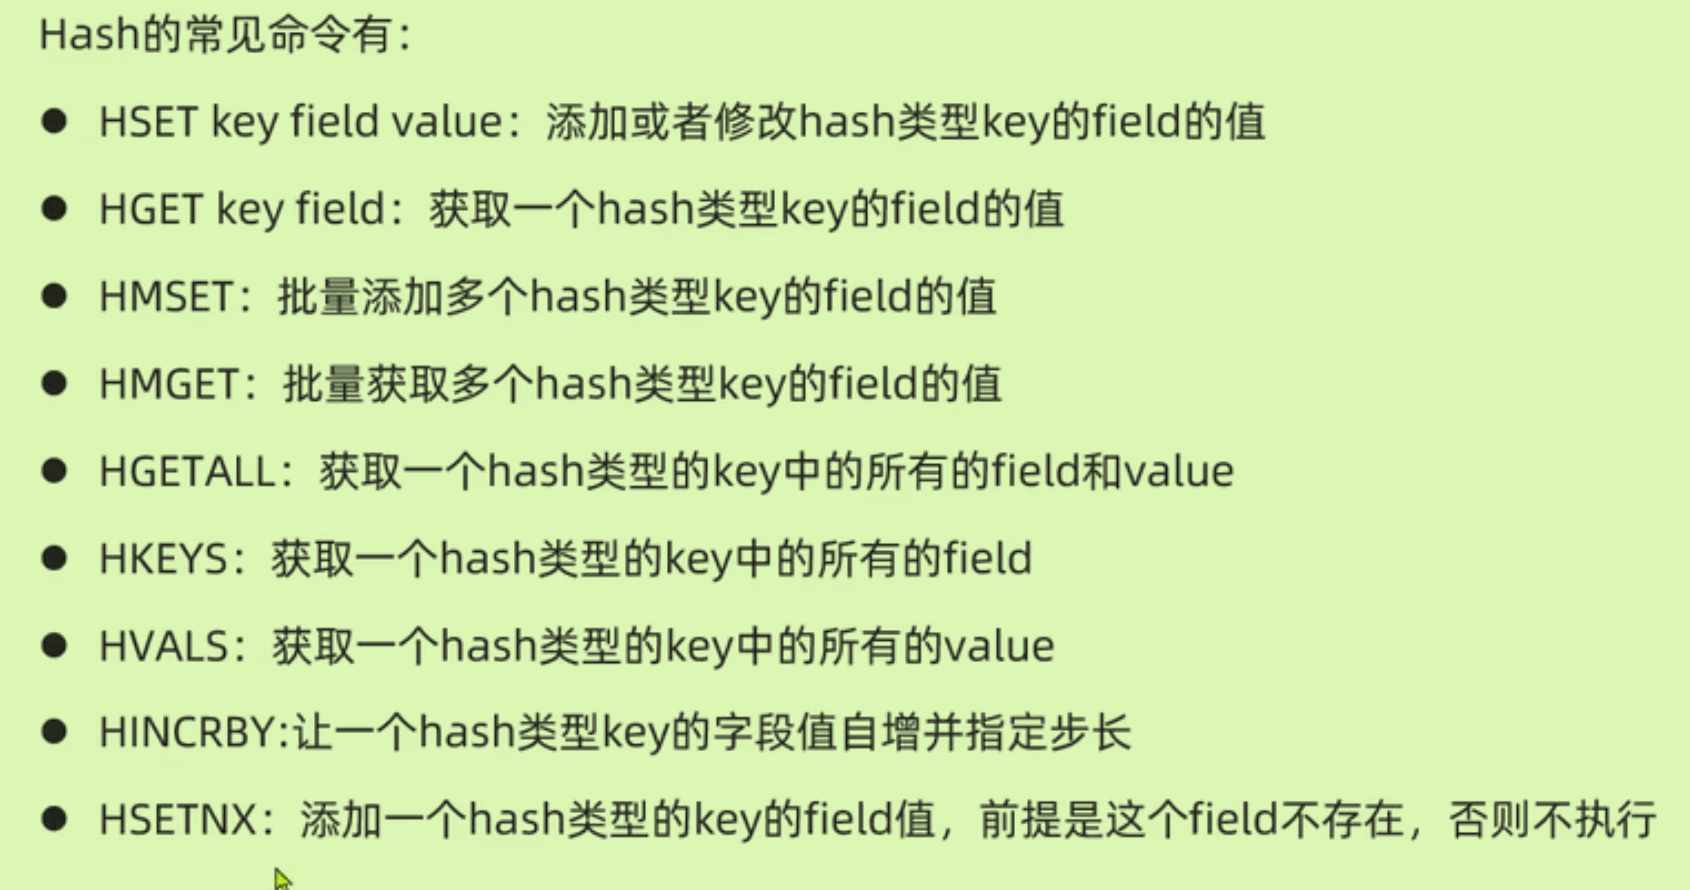 Hash的常见命令有：
● HSET key field value：添加或者修改hash类型key的field的值
● HGET key field：获取一个hash类型key的field的值
● HMSET：批量添加多个hash类型key的field的值
● HMGET：批量获取多个hash类型key的field的值
● HGETALL：获取一个hash类型的key中的所有的field和value
● HKEYS：获取一个hash类型的key中的所有的field
● HVALS：获取一个hash类型的key中的所有的value
● HINCRBY:让一个hash类型key的字段值自增并指定步长
● HSETNX：添加一个hash类型的key的field值，前提是这个field不存在，否则不执行